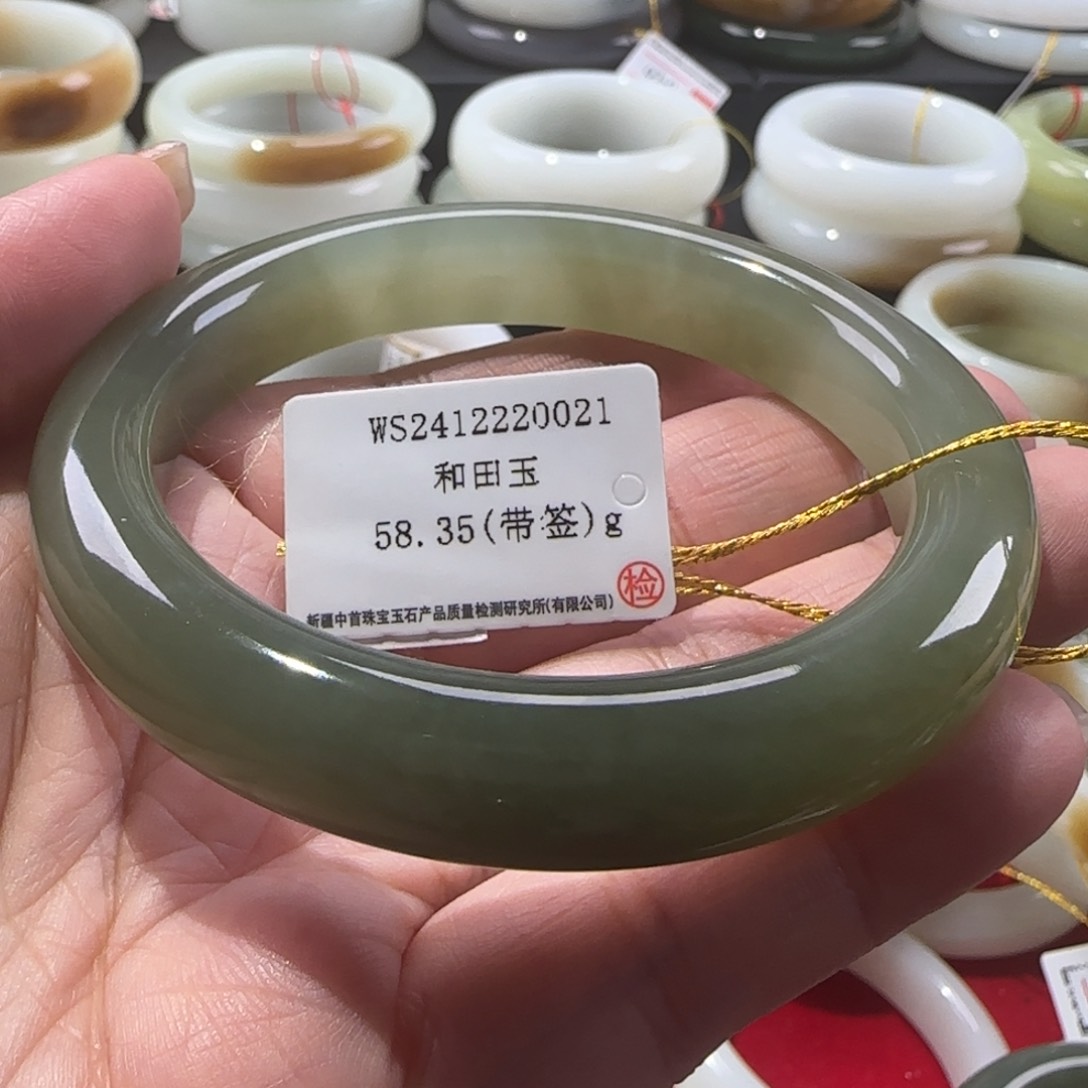 WS2412220021
和田玉
58.35(带签)g
检
新疆中首珠宝玉石产品质量检测研究所(有限公司)